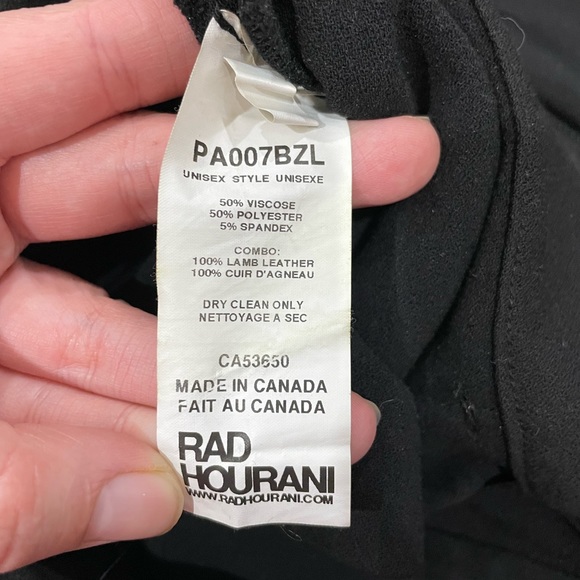 PA007BZL
UNISEX STYLE UNISEXE
50% VISCOSE
50% POLYESTER
5% SPANDEX
COMBO:
100% LAMB LEATHER
100% CUIR D'AGNEAU
DRY CLEAN ONLY
NETTOYAGE A SEC
CA53650
MADE IN CANADA
FAIT AU CANADA
RAD
HOURANI
WWW.RADHOURANI.COM